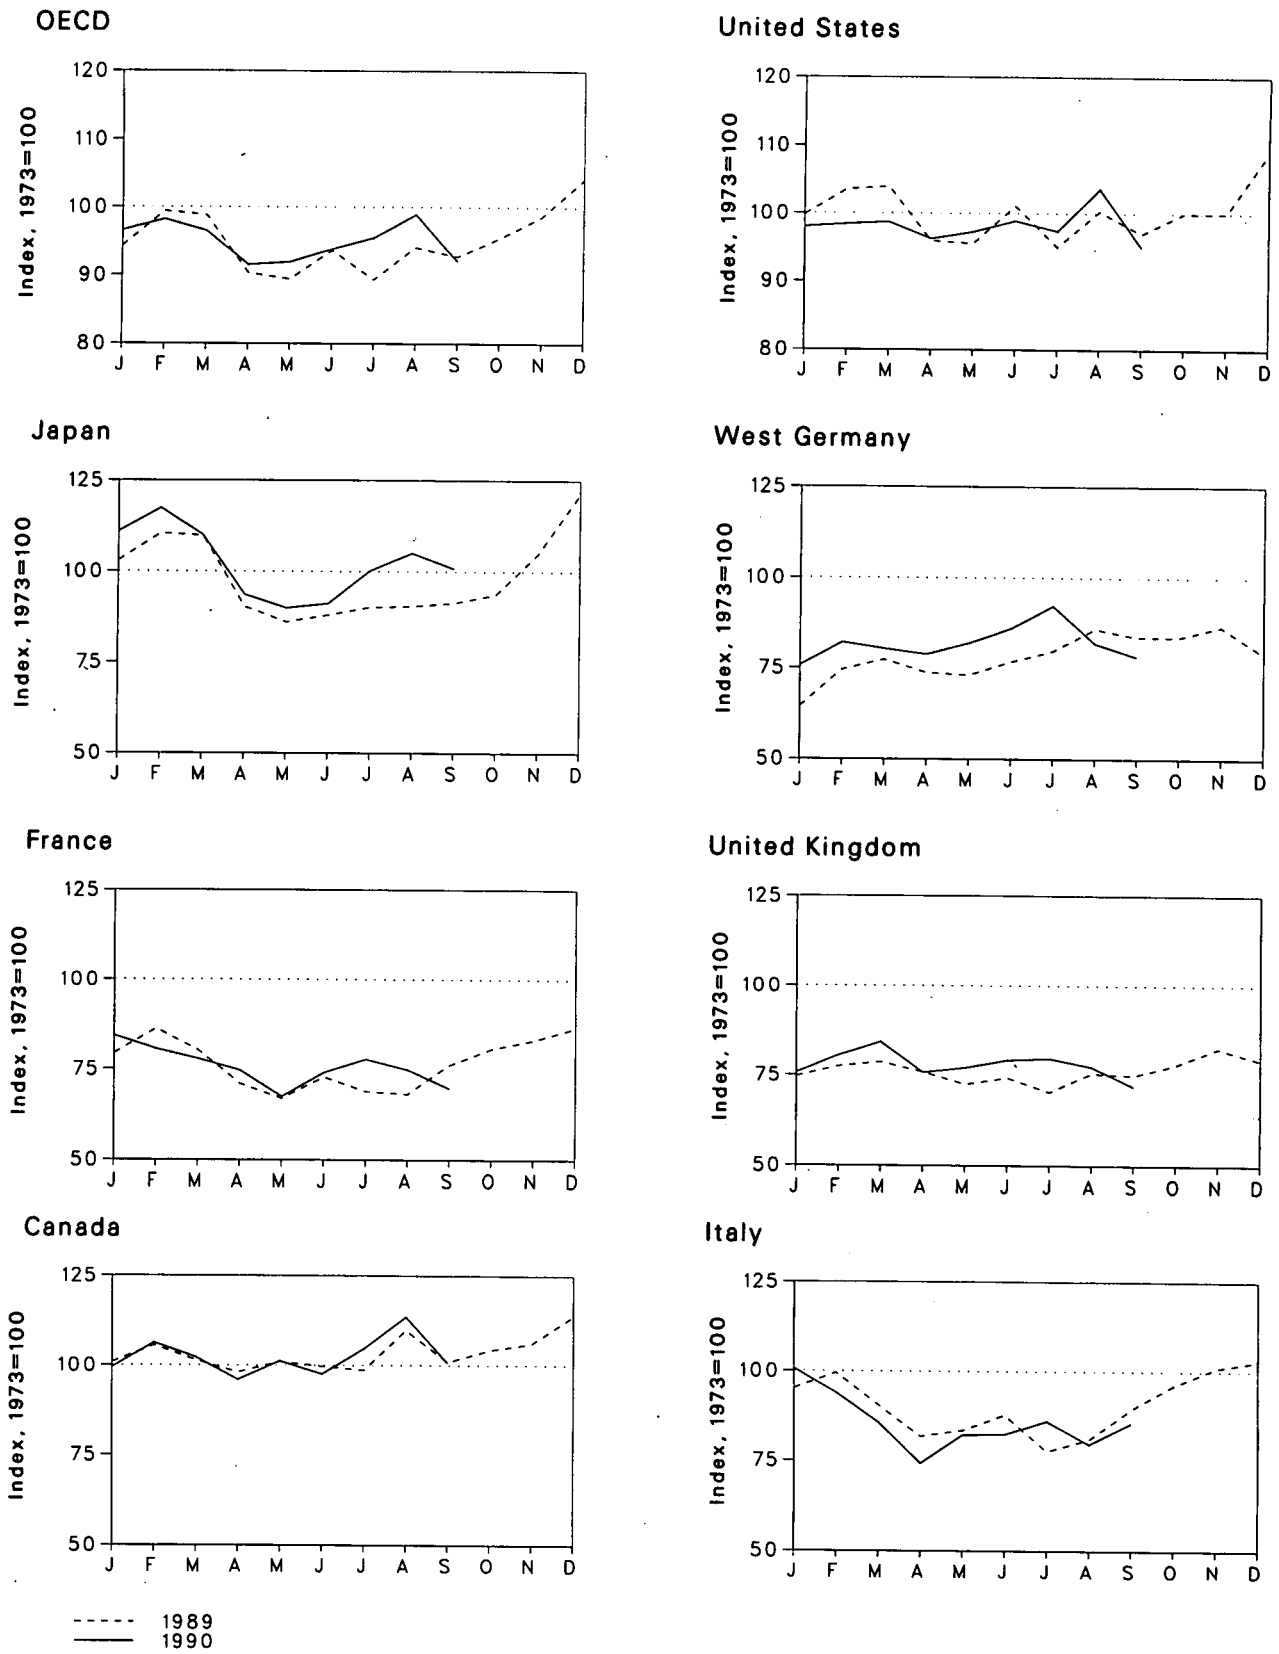 OECD
Index, 1973=100
120
110
100
90
80
J F M A M J J A S O N D
United States
Index, 1973=100
120
110
100
90
80
J F M A M J J A S O N D
Japan
Index, 1973=100
125
100
75
50
J F M A M J J A S O N D
West Germany
Index, 1973=100
125
100
75
50
J F M A M J J A S O N D
France
Index, 1973=100
125
100
75
50
J F M A M J J A S O N D
United Kingdom
Index, 1973=100
125
100
75
50
J F M A M J J A S O N D
Canada
Index, 1973=100
125
100
75
50
J F M A M J J A S O N D
Italy
Index, 1973=100
125
100
75
50
J F M A M J J A S O N D
1989
1990